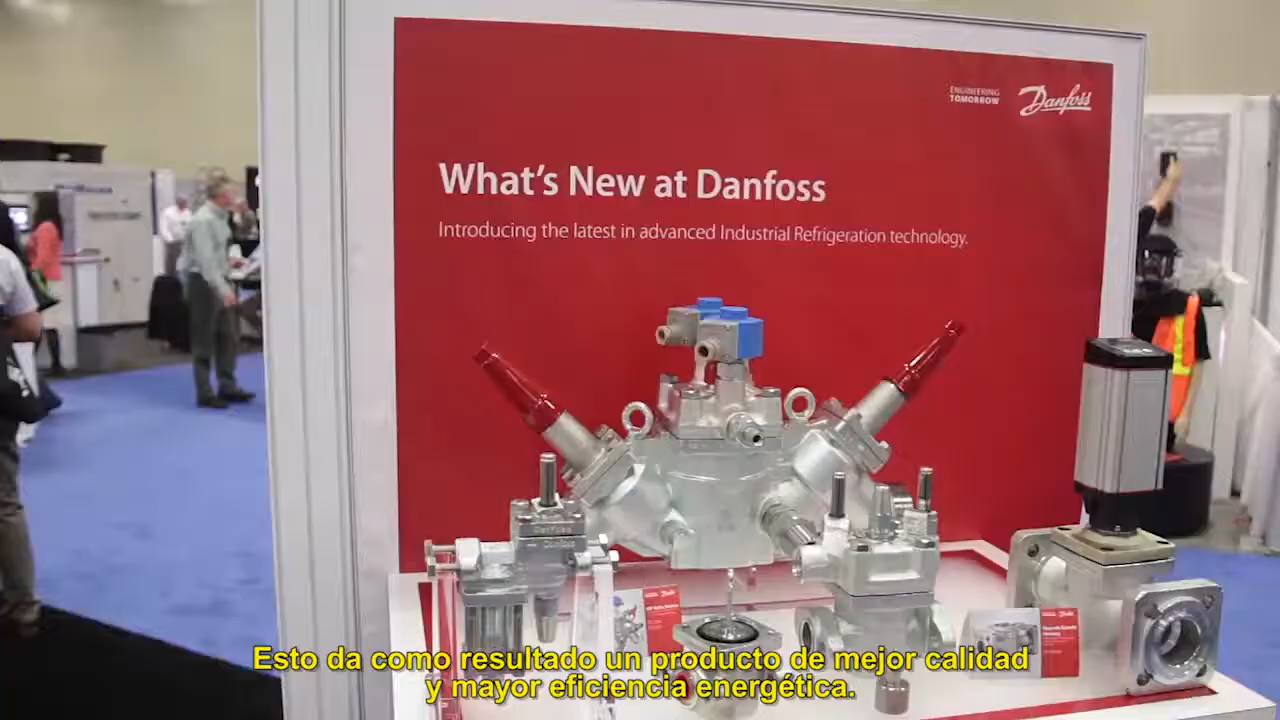 ENGINEERING
TOMORROW
Danfoss
What's New at Danfoss
Introducing the latest in advanced Industrial Refrigeration technology.
Esto da como resultado un producto de mejor calidad
y mayor eficiencia energética.